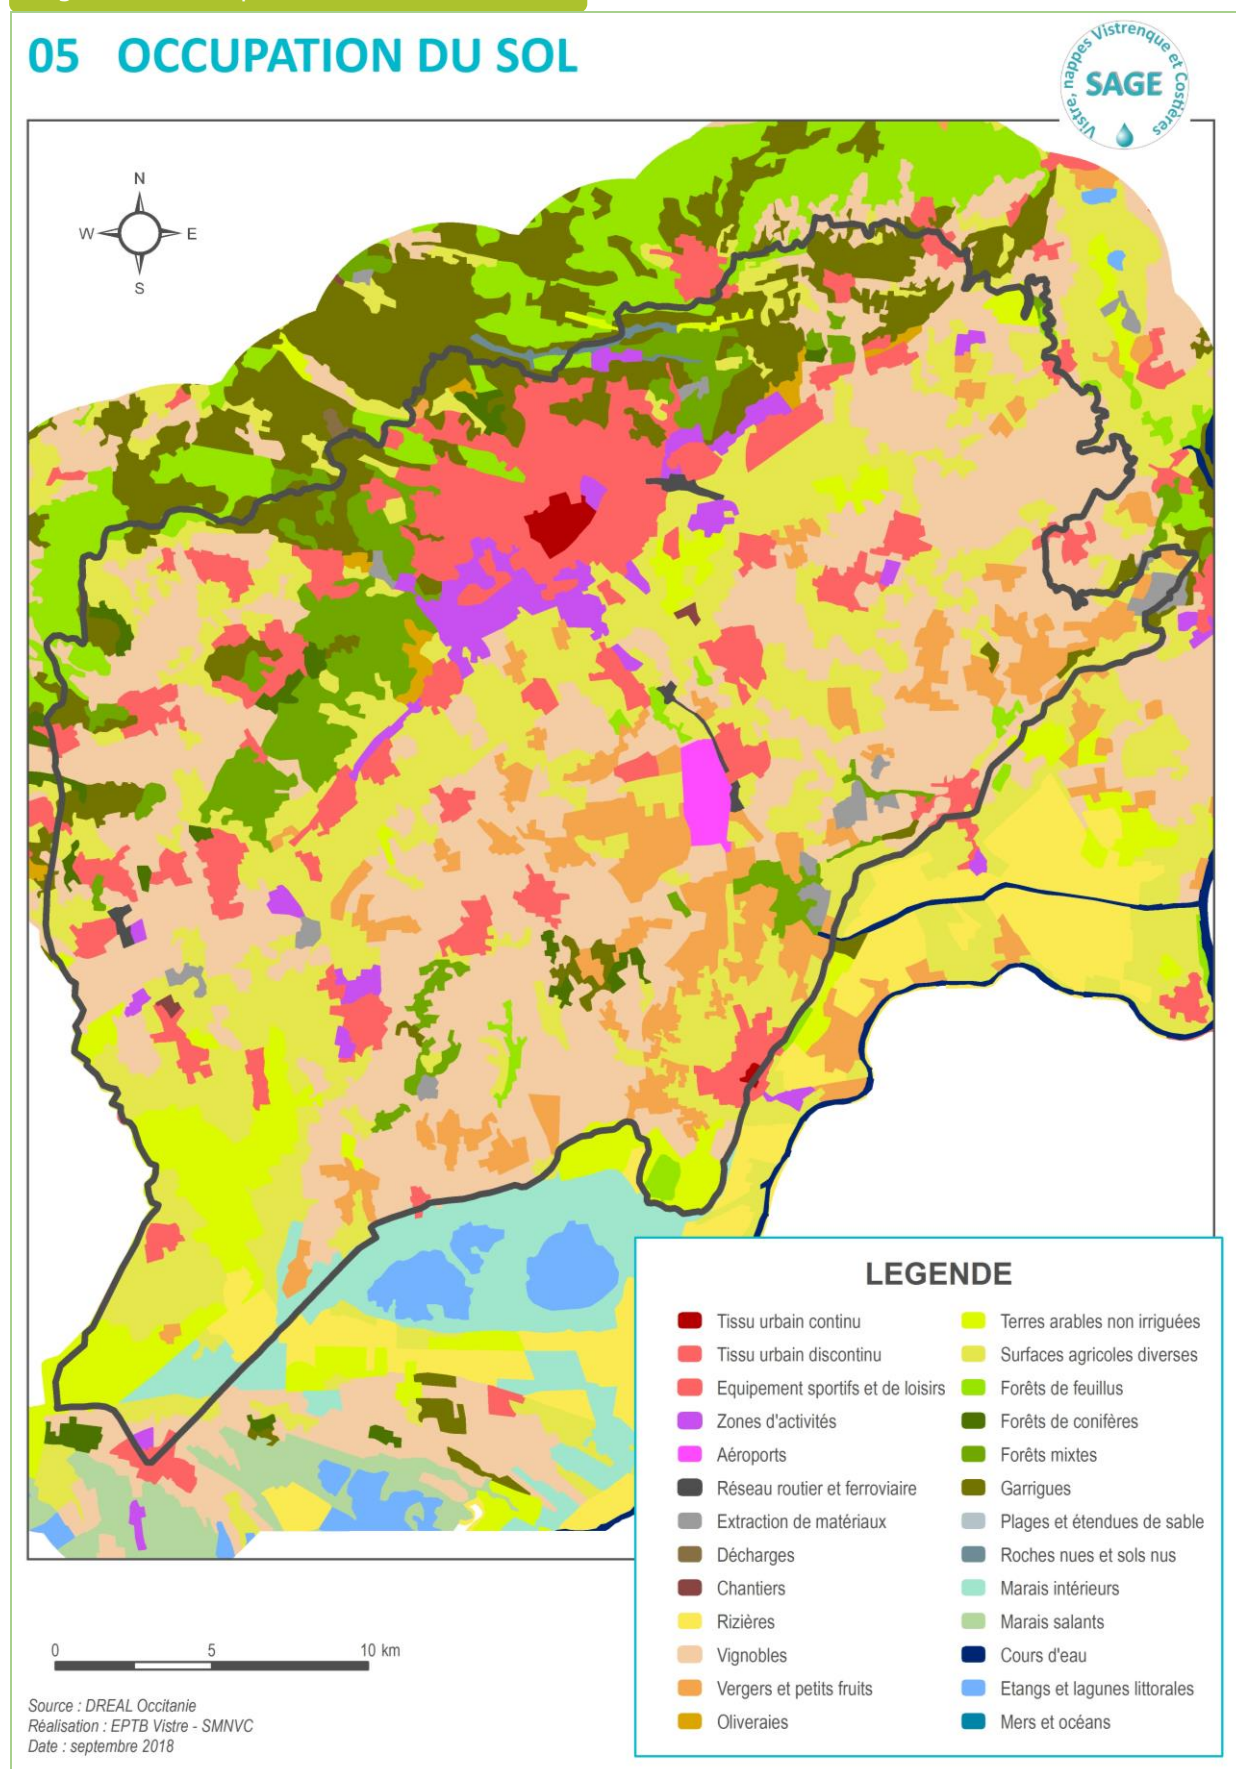 05 OCCUPATION DU SOL
Vistre, nappes Vistrenque et Costières
SAGE
N
W E
S
LEGENDE
Tissu urbain continu
Tissu urbain discontinu
Equipement sportifs et de loisirs
Zones d'activités
Aéroports
Réseau routier et ferroviaire
Extraction de matériaux
Décharges
Chantiers
Rizières
Vignobles
Vergers et petits fruits
Oliveraies
Terres arables non irriguées
Surfaces agricoles diverses
Forêts de feuillus
Forêts de conifères
Forêts mixtes
Garrigues
Plages et étendues de sable
Roches nues et sols nus
Marais intérieurs
Marais salants
Cours d'eau
Etangs et lagunes littorales
Mers et océans
0 5 10 km
Source : DREAL Occitanie
Réalisation : EPTB Vistre - SMNVC
Date : septembre 2018